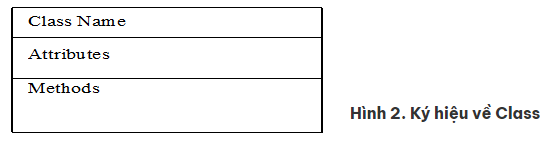 Class Name
Attributes
Methods
Hình 2. Ký hiệu về Class